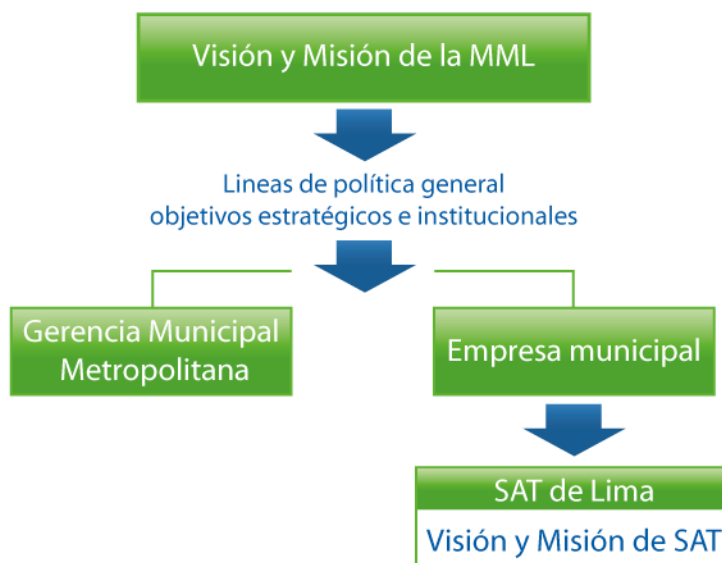 Visión y Misión de la MML
Lineas de política general
objetivos estratégicos e institucionales
Gerencia Municipal
Metropolitana
Empresa municipal
SAT de Lima
Visión y Misión de SAT